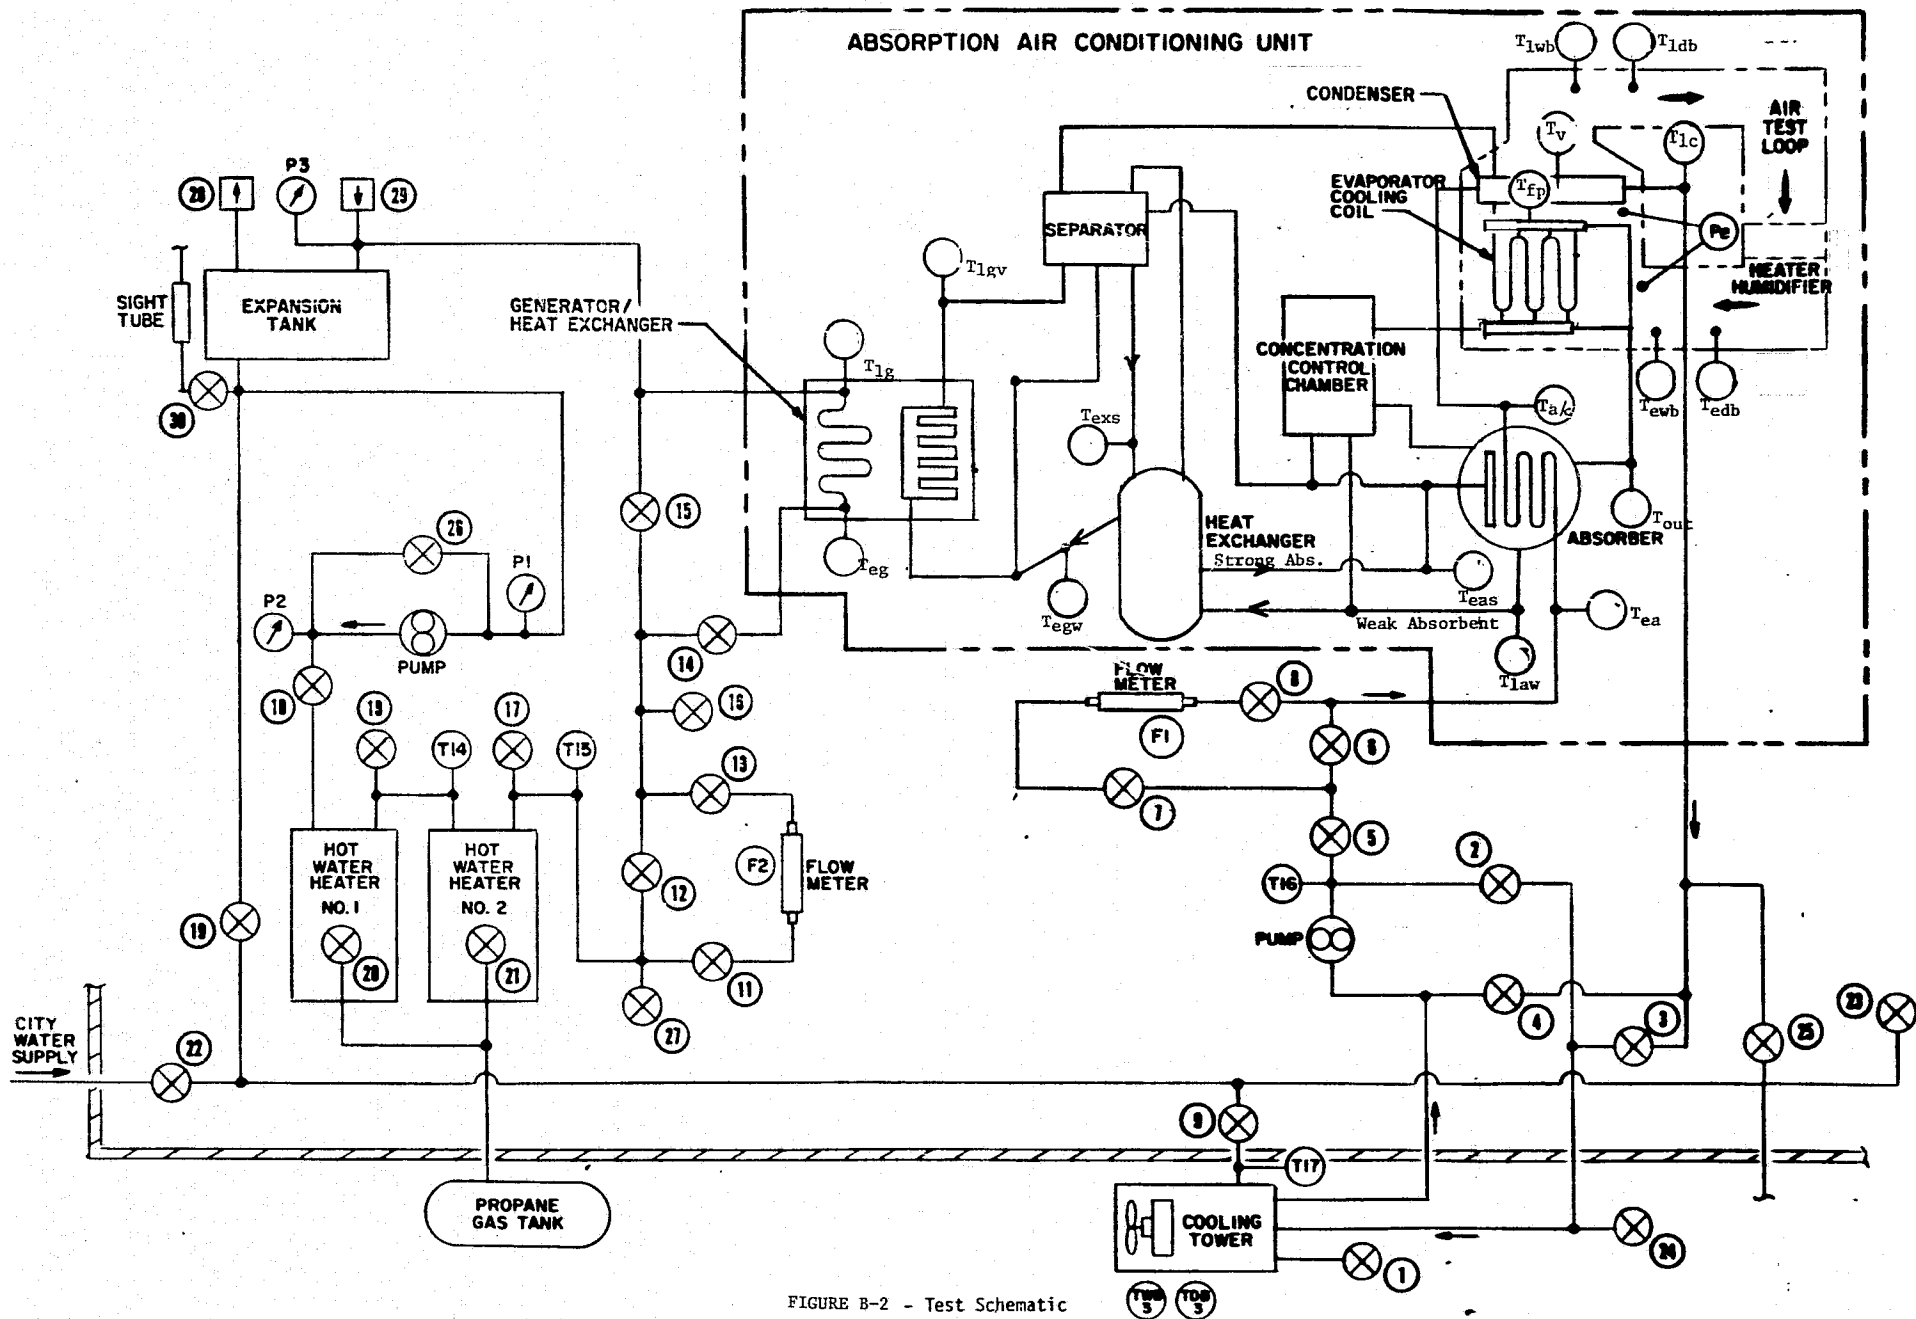 ABSORPTION AIR CONDITIONING UNIT
T1wb
T1db
CONDENSER
Tv
T1c
AIR
TEST
LOOP
Tfp
EVAPORATOR
COOLING
COIL
Pe
HEATER
HUMIDIFIER
SEPARATOR
T1gv
P3
28
29
SIGHT
TUBE
EXPANSION
TANK
GENERATOR/
HEAT EXCHANGER
T1g
CONCENTRATION
CONTROL
CHAMBER
Ta/c
Tewb
Tedb
30
Texs
15
Tout
HEAT
EXCHANGER
ABSORBER
Strong Abs.
Teg
26
P1
P2
PUMP
Teas
Tegw
Tea
Weak Absorbent
T1aw
14
FLOW
METER
8
F1
18
17
T14
T15
16
6
13
7
5
2
HOT
WATER
HEATER
NO. 1
HOT
WATER
HEATER
NO. 2
F2
FLOW
METER
12
T16
PUMP
19
20
21
11
27
4
3
25
23
CITY
WATER
SUPPLY
22
9
T17
PROPANE
GAS TANK
COOLING
TOWER
24
1
TWB
3
TDB
3
FIGURE B-2 - Test Schematic